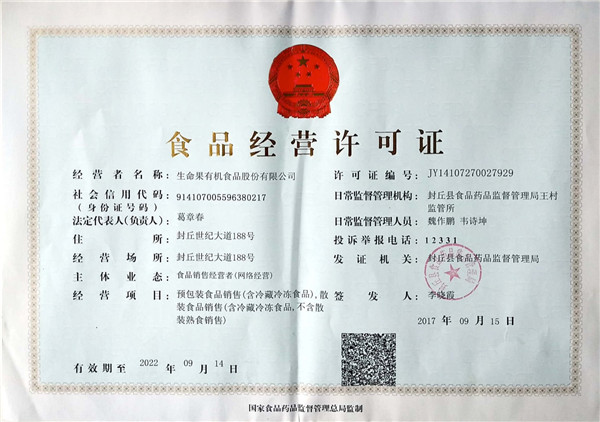 食品经营许可证
经营者名称: 生命果有机食品股份有限公司
社会信用代码: 914107005596380217
(身份证号码)
法定代表人(负责人): 葛章春
住所: 封丘世纪大道188号
经营场所: 封丘世纪大道188号
主体业态: 食品销售经营者(网络经营)
经营项目: 预包装食品销售(含冷藏冷冻食品),散
装食品销售(含冷藏冷冻食品,不含散
装熟食销售)
有效期至 2022 年 09 月 14 日
许可证编号: JY14107270027929
日常监督管理机构: 封丘县食品药品监督管理局王村
监管所
日常监督管理人员: 魏作鹏 韦诗坤
投诉举报电话: 12331
发证机关: 封丘县食品药品监督管理局
签发人: 李晓霞
2017 年 09 月 15 日
国家食品药品监督管理总局监制